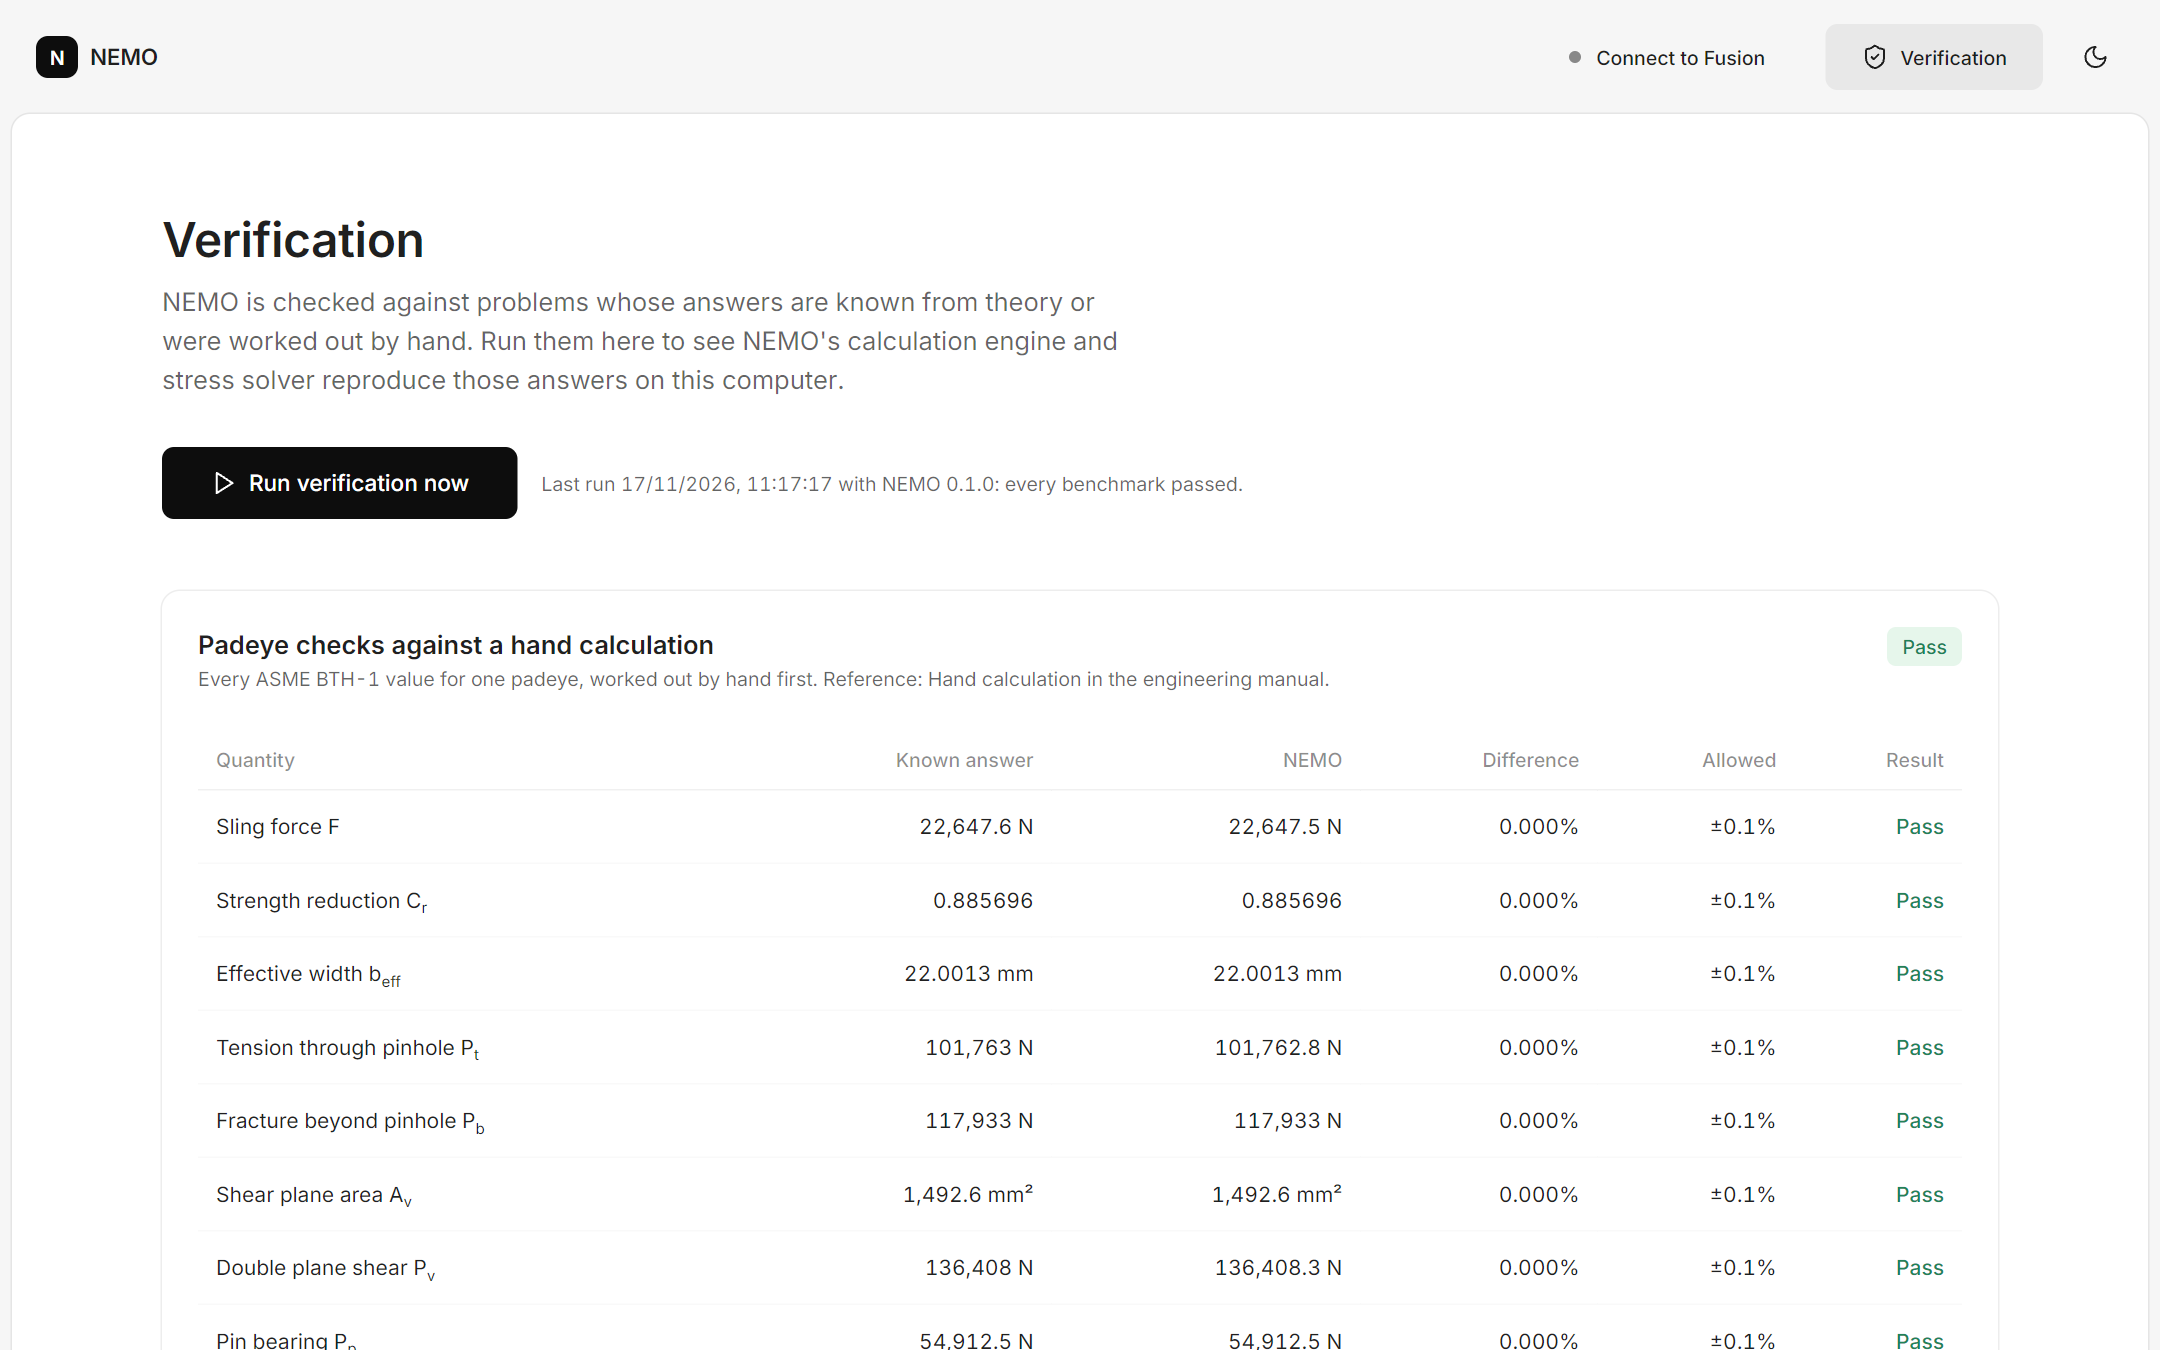 N NEMO
Connect to Fusion
Verification
Verification
NEMO is checked against problems whose answers are known from theory or
were worked out by hand. Run them here to see NEMO's calculation engine and
stress solver reproduce those answers on this computer.
Run verification now
Last run 17/11/2026, 11:17:17 with NEMO 0.1.0: every benchmark passed.
Padeye checks against a hand calculation
Pass
Every ASME BTH-1 value for one padeye, worked out by hand first. Reference: Hand calculation in the engineering manual.
Quantity Known answer NEMO Difference Allowed Result
Sling force F 22,647.6 N 22,647.5 N 0.000% ±0.1% Pass
Strength reduction Cr 0.885696 0.885696 0.000% ±0.1% Pass
Effective width beff 22.0013 mm 22.0013 mm 0.000% ±0.1% Pass
Tension through pinhole Pt 101,763 N 101,762.8 N 0.000% ±0.1% Pass
Fracture beyond pinhole Pb 117,933 N 117,933 N 0.000% ±0.1% Pass
Shear plane area Av 1,492.6 mm² 1,492.6 mm² 0.000% ±0.1% Pass
Double plane shear Pv 136,408 N 136,408.3 N 0.000% ±0.1% Pass
Pin bearing Pp 54,912.5 N 54,912.5 N 0.000% ±0.1% Pass